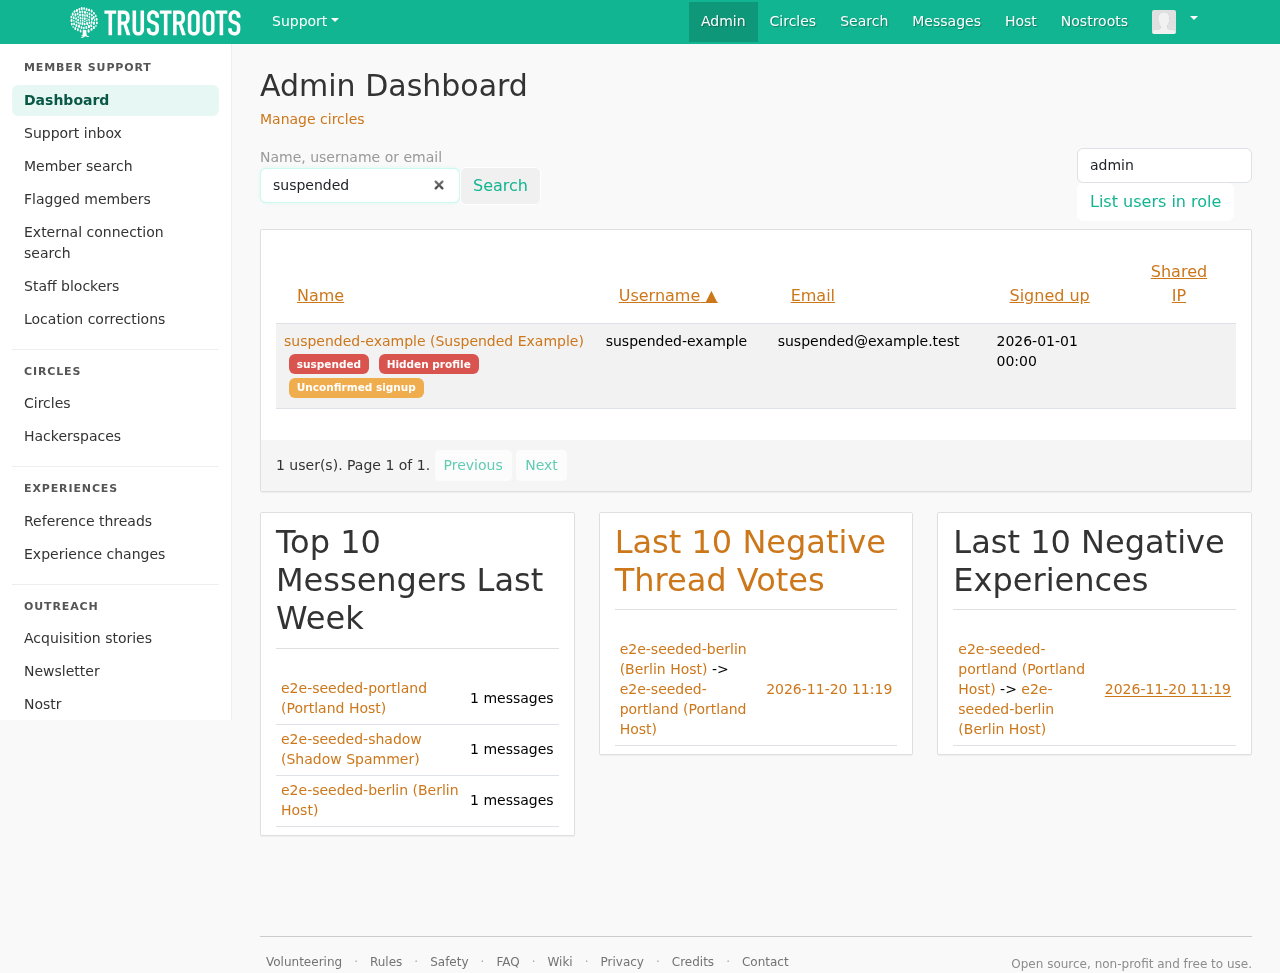 TRUSTROOTS
Support
Admin
Circles
Search
Messages
Host
Nostroots
MEMBER SUPPORT
Dashboard
Support inbox
Member search
Flagged members
External connection
search
Staff blockers
Location corrections
CIRCLES
Circles
Hackerspaces
EXPERIENCES
Reference threads
Experience changes
OUTREACH
Acquisition stories
Newsletter
Nostr
Admin Dashboard
Manage circles
Name, username or email
suspended
Search
admin
List users in role
Name
Username ▲
Email
Signed up
Shared
IP
suspended-example (Suspended Example)
suspended
Hidden profile
Unconfirmed signup
suspended-example
suspended@example.test
2026-01-01
00:00
1 user(s). Page 1 of 1.
Previous
Next
Top 10
Messengers Last
Week
e2e-seeded-portland
(Portland Host)
1 messages
e2e-seeded-shadow
(Shadow Spammer)
1 messages
e2e-seeded-berlin (Berlin
Host)
1 messages
Last 10 Negative
Thread Votes
e2e-seeded-berlin
(Berlin Host) ->
e2e-seeded-
portland (Portland
Host)
2026-11-20 11:19
Last 10 Negative
Experiences
e2e-seeded-
portland (Portland
Host) -> e2e-
seeded-berlin
(Berlin Host)
2026-11-20 11:19
Volunteering · Rules · Safety · FAQ · Wiki · Privacy · Credits · Contact
Open source, non-profit and free to use.